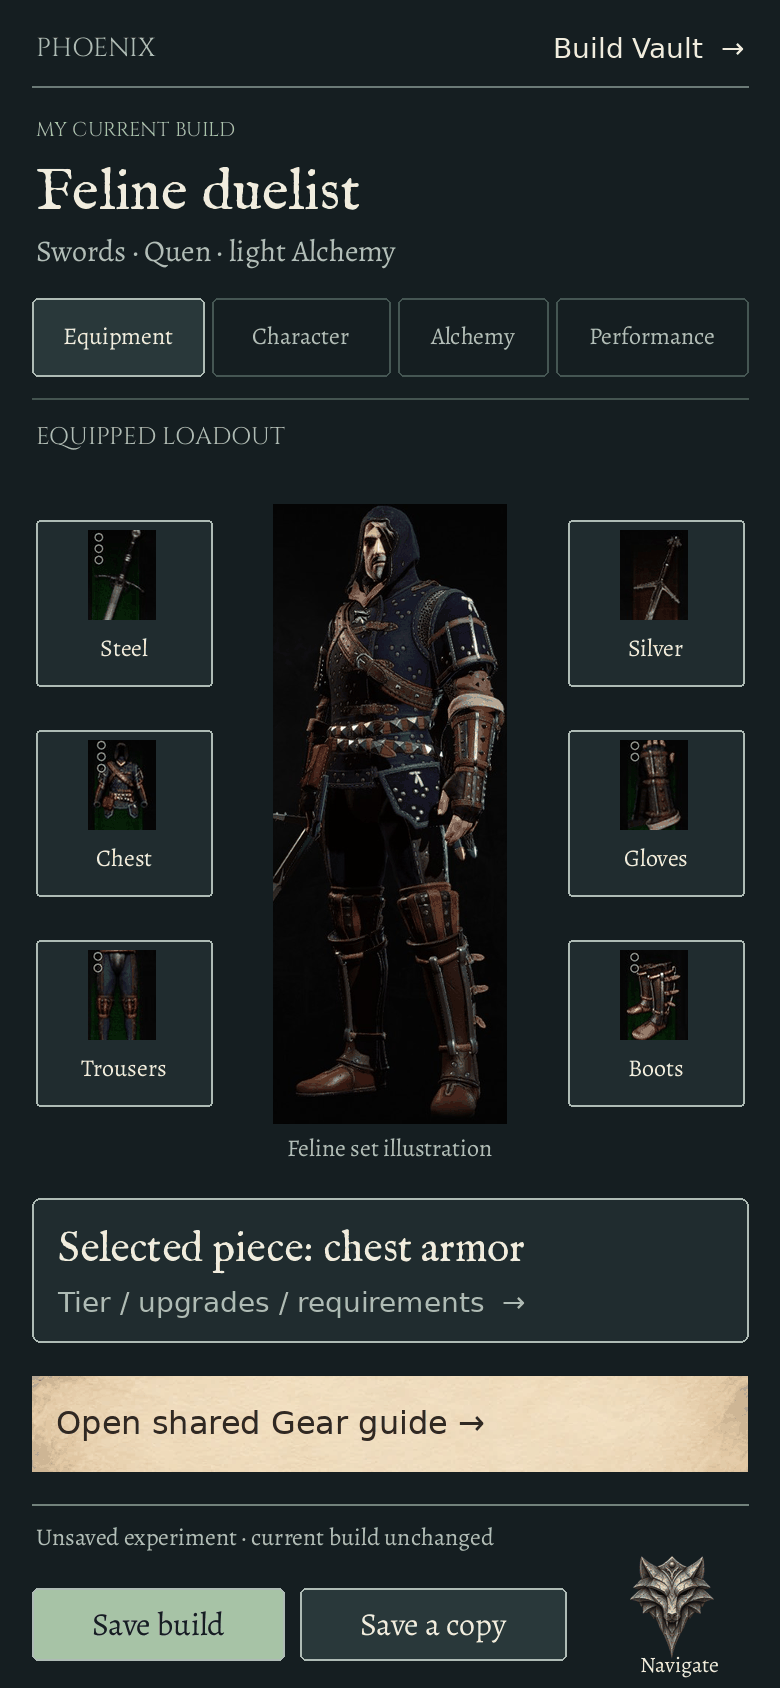 PHOENIX
Build Vault →
MY CURRENT BUILD
Feline duelist
Swords · Quen · light Alchemy
Equipment
Character
Alchemy
Performance
EQUIPPED LOADOUT
Steel
Silver
Chest
Gloves
Trousers
Boots
Feline set illustration
Selected piece: chest armor
Tier / upgrades / requirements →
Open shared Gear guide →
Unsaved experiment · current build unchanged
Save build
Save a copy
Navigate